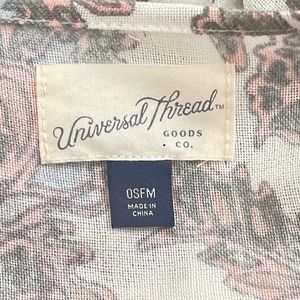 Universal Thread™
GOODS
CO.
OSFM
MADE IN
CHINA